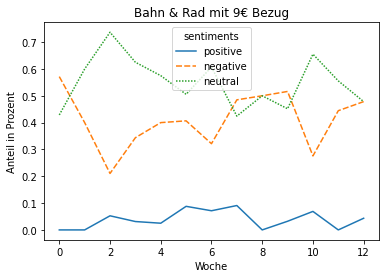 Bahn & Rad mit 9€ Bezug
sentiments
positive
negative
neutral
Anteil in Prozent
0.7
0.6
0.5
0.4
0.3
0.2
0.1
0.0
0 2 4 6 8 10 12
Woche